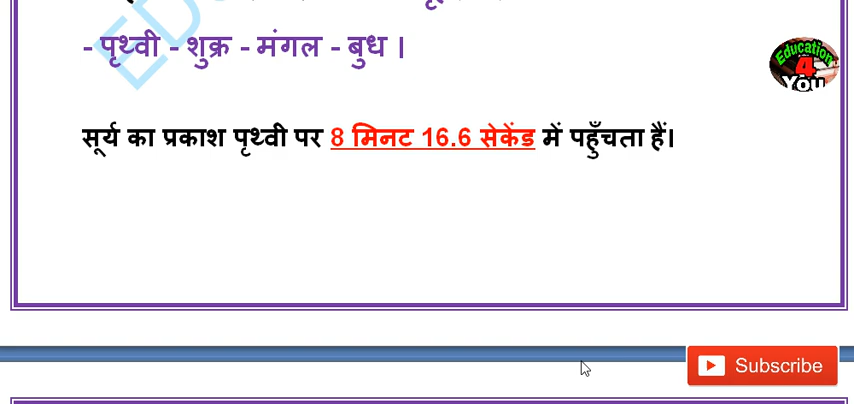 - पृथ्वी - शुक्र - मंगल - बुध ।
Education
4
You
सूर्य का प्रकाश पृथ्वी पर 8 मिनट 16.6 सेकेंड में पहुँचता हैं।
Subscribe